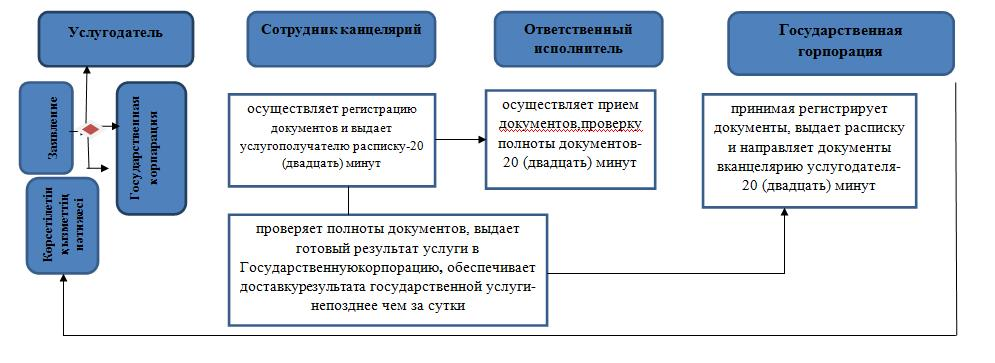 Услугодатель
Сотрудник канцелярий
Ответственный
исполнитель
Государственная
горпорация
Заявление
Государственная
корпарация
Көрсетілетін
қызметтің
нәтижесі
осуществляет регистрацию
документов и выдает
услугополучателю расписку-20
(двадцать) минут
осуществляет прием
документов,проверку
полноты документов-
20 (двадцать) минут
принимая регистрирует
документы, выдает расписку
и направляет документы
вканцелярию услугодателя-
20 (двадцать) минут
проверяет полноты документов, выдает
готовый результат услуги в
Государственнуюкорпорацию, обеспечивает
доставкурезультата государственной услуги-
непозднее чем за сутки